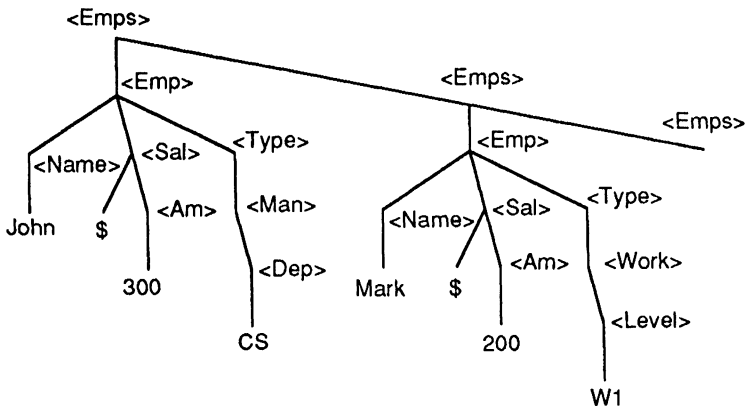 <Emps>
<Emp> <Emps>
<Emps>
<Name> <Sal> <Type> <Emp>
John $ <Am> <Man> <Name> <Sal> <Type>
300 <Dep> Mark $ <Am> <Work>
CS 200 <Level>
W1